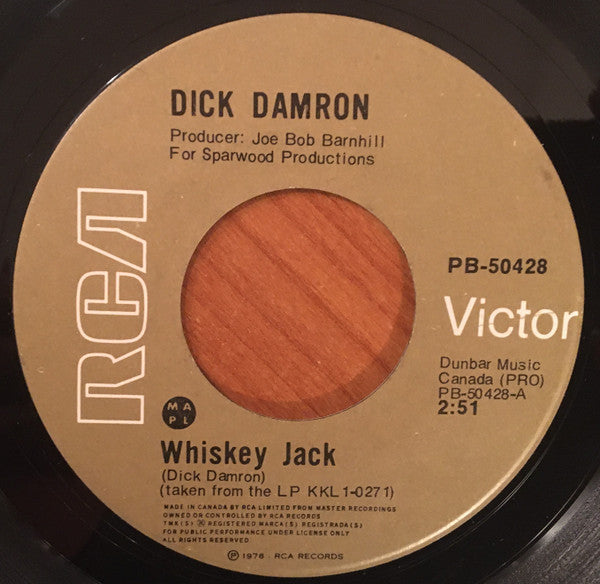 DICK DAMRON
Producer: Joe Bob Barnhill
For Sparwood Productions
RCA
PB-50428
Victor
Dunbar Music
Canada (PRO)
PB-50428-A
2:51
M A
P L
Whiskey Jack
(Dick Damron)
(taken from the LP KKL1-0271)
MADE IN CANADA BY RCA LIMITED FROM MASTER RECORDINGS
OWNED OR CONTROLLED BY RCA RECORDS
TMK(S) ® REGISTERED MARCA(S) REGISTRADA(S)
FOR PUBLIC PERFORMANCE UNDER LICENSE ONLY
ALL RIGHTS RESERVED
℗ 1978 - RCA RECORDS